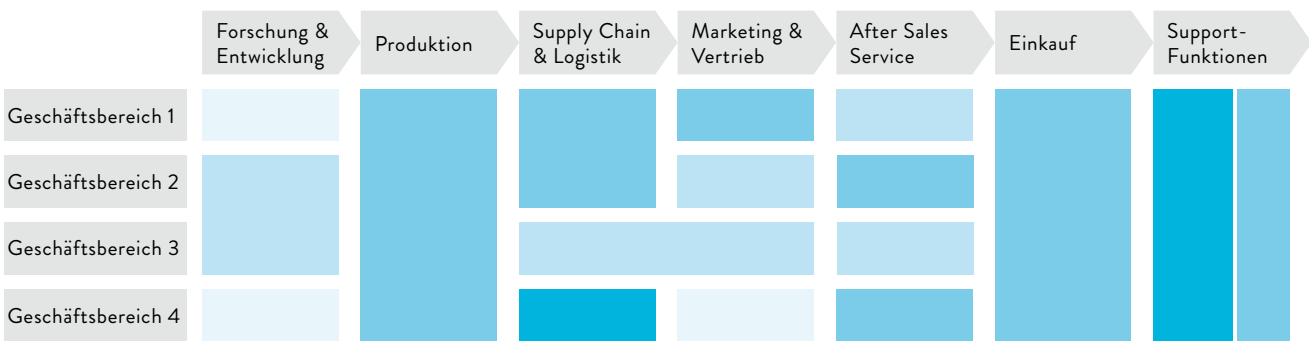 Forschung &
Entwicklung
Produktion
Supply Chain
& Logistik
Marketing &
Vertrieb
After Sales
Service
Einkauf
Support-
Funktionen
Geschäftsbereich 1
Geschäftsbereich 2
Geschäftsbereich 3
Geschäftsbereich 4